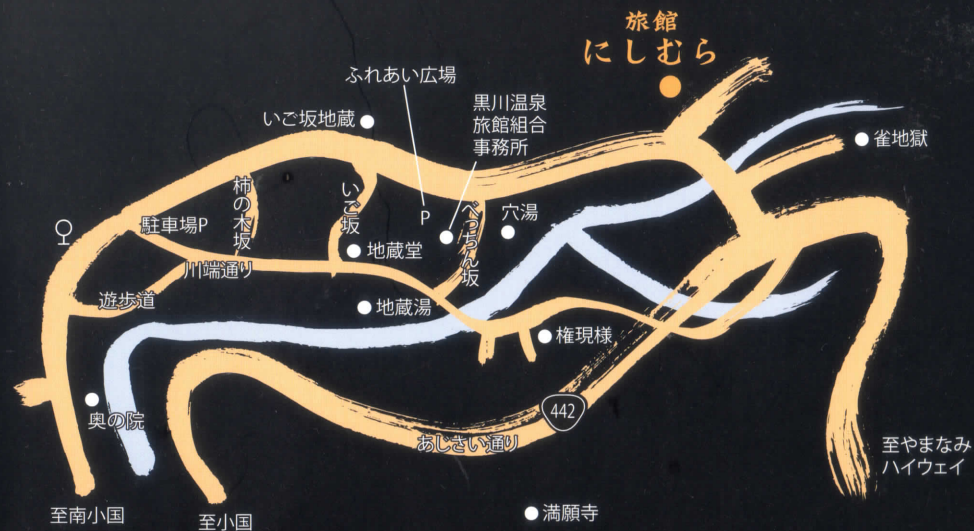 旅館
にしむら
ふれあい広場
黒川温泉
旅館組合
事務所
いご坂地蔵
雀地獄
柿の木坂
いご坂
べっちん坂
P
穴湯
駐車場P
地蔵堂
川端通り
遊歩道
地蔵湯
権現様
奥の院
442
あじさい通り
至やまなみ
ハイウェイ
至南小国
至小国
満願寺